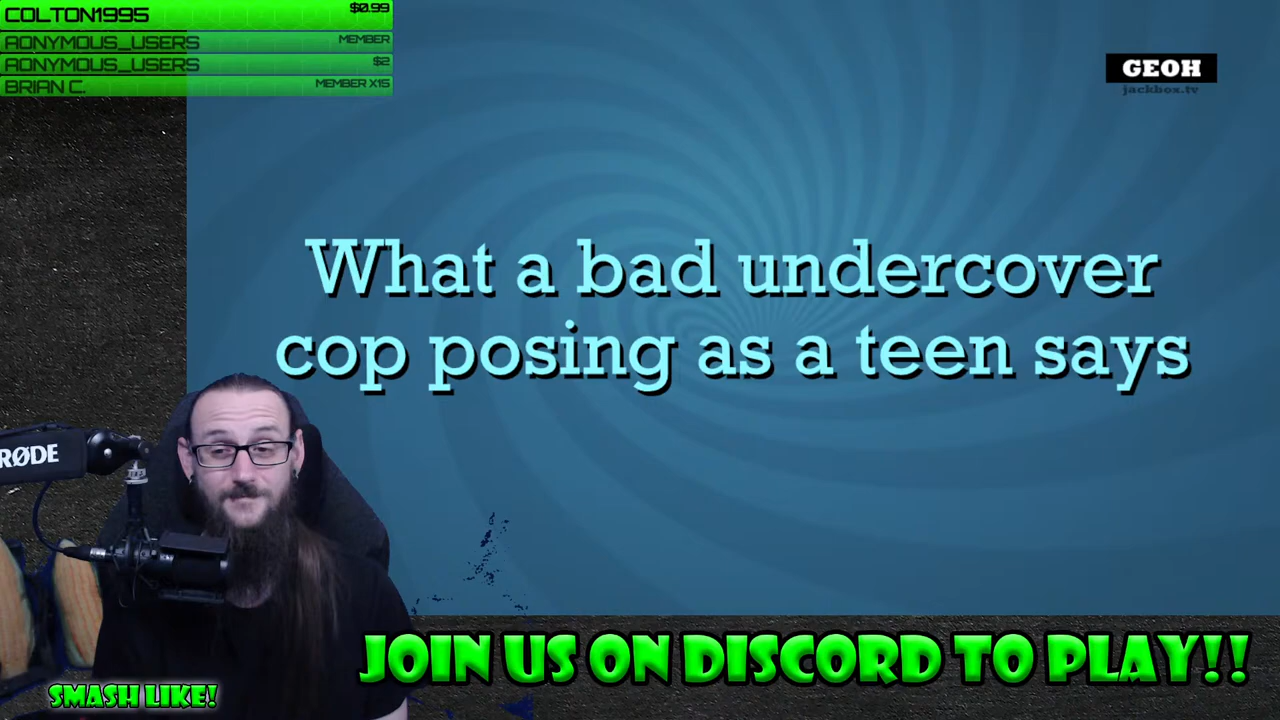 COLTON1995 $0.99
AONYMOUS_USERS MEMBER
AONYMOUS_USERS $2
BRIAN C. MEMBER X15
GEOH
jackbox.tv
What a bad undercover
cop posing as a teen says
RØDE
JOIN US ON DISCORD TO PLAY!!
SMASH LIKE!